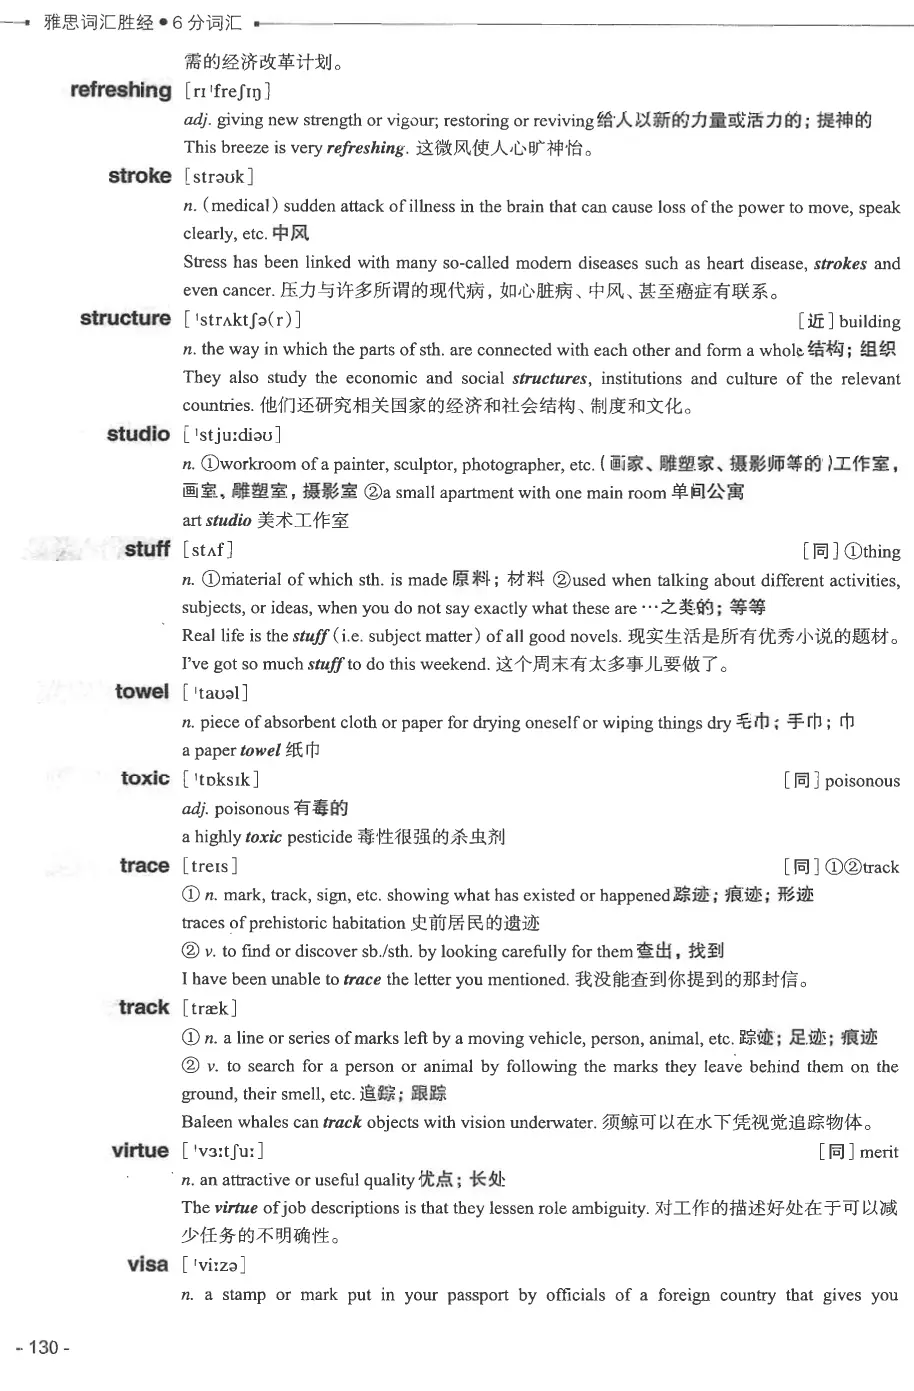 雅思词汇胜经●6分词汇
需的经济改革计划。
refreshing [rɪˈfreʃɪŋ]
adj. giving new strength or vigour; restoring or reviving 给人以新的力量或活力的；提神的
This breeze is very refreshing. 这微风使人心旷神怡。
stroke [strəʊk]
n. (medical) sudden attack of illness in the brain that can cause loss of the power to move, speak
clearly, etc. 中风
Stress has been linked with many so-called modern diseases such as heart disease, strokes and
even cancer. 压力与许多所谓的现代病，如心脏病、中风、甚至癌症有联系。
structure [ˈstrʌktʃə(r)] [近] building
n. the way in which the parts of sth. are connected with each other and form a whole 结构；组织
They also study the economic and social structures, institutions and culture of the relevant
countries. 他们还研究相关国家的经济和社会结构、制度和文化。
studio [ˈstjuːdiəʊ]
n. ①workroom of a painter, sculptor, photographer, etc. (画家、雕塑家、摄影师等的)工作室，
画室，雕塑室，摄影室 ②a small apartment with one main room 单间公寓
art studio 美术工作室
stuff [stʌf] [同] ①thing
n. ①material of which sth. is made 原料；材料 ②used when talking about different activities,
subjects, or ideas, when you do not say exactly what these are …之类的；等等
Real life is the stuff (i.e. subject matter) of all good novels. 现实生活是所有优秀小说的题材。
I've got so much stuff to do this weekend. 这个周末有太多事儿要做了。
towel [ˈtaʊəl]
n. piece of absorbent cloth or paper for drying oneself or wiping things dry 毛巾；手巾；巾
a paper towel 纸巾
toxic [ˈtɒksɪk] [同] poisonous
adj. poisonous 有毒的
a highly toxic pesticide 毒性很强的杀虫剂
trace [treɪs] [同] ①②track
① n. mark, track, sign, etc. showing what has existed or happened 踪迹；痕迹；形迹
traces of prehistoric habitation 史前居民的遗迹
② v. to find or discover sb./sth. by looking carefully for them 查出，找到
I have been unable to trace the letter you mentioned. 我没能查到你提到的那封信。
track [træk]
① n. a line or series of marks left by a moving vehicle, person, animal, etc. 踪迹；足迹；痕迹
② v. to search for a person or animal by following the marks they leave behind them on the
ground, their smell, etc. 追踪；跟踪
Baleen whales can track objects with vision underwater. 须鲸可以在水下凭视觉追踪物体。
virtue [ˈvɜːtʃuː] [同] merit
n. an attractive or useful quality 优点；长处
The virtue of job descriptions is that they lessen role ambiguity. 对工作的描述好处在于可以减
少任务的不明确性。
visa [ˈviːzə]
n. a stamp or mark put in your passport by officials of a foreign country that gives you
- 130 -